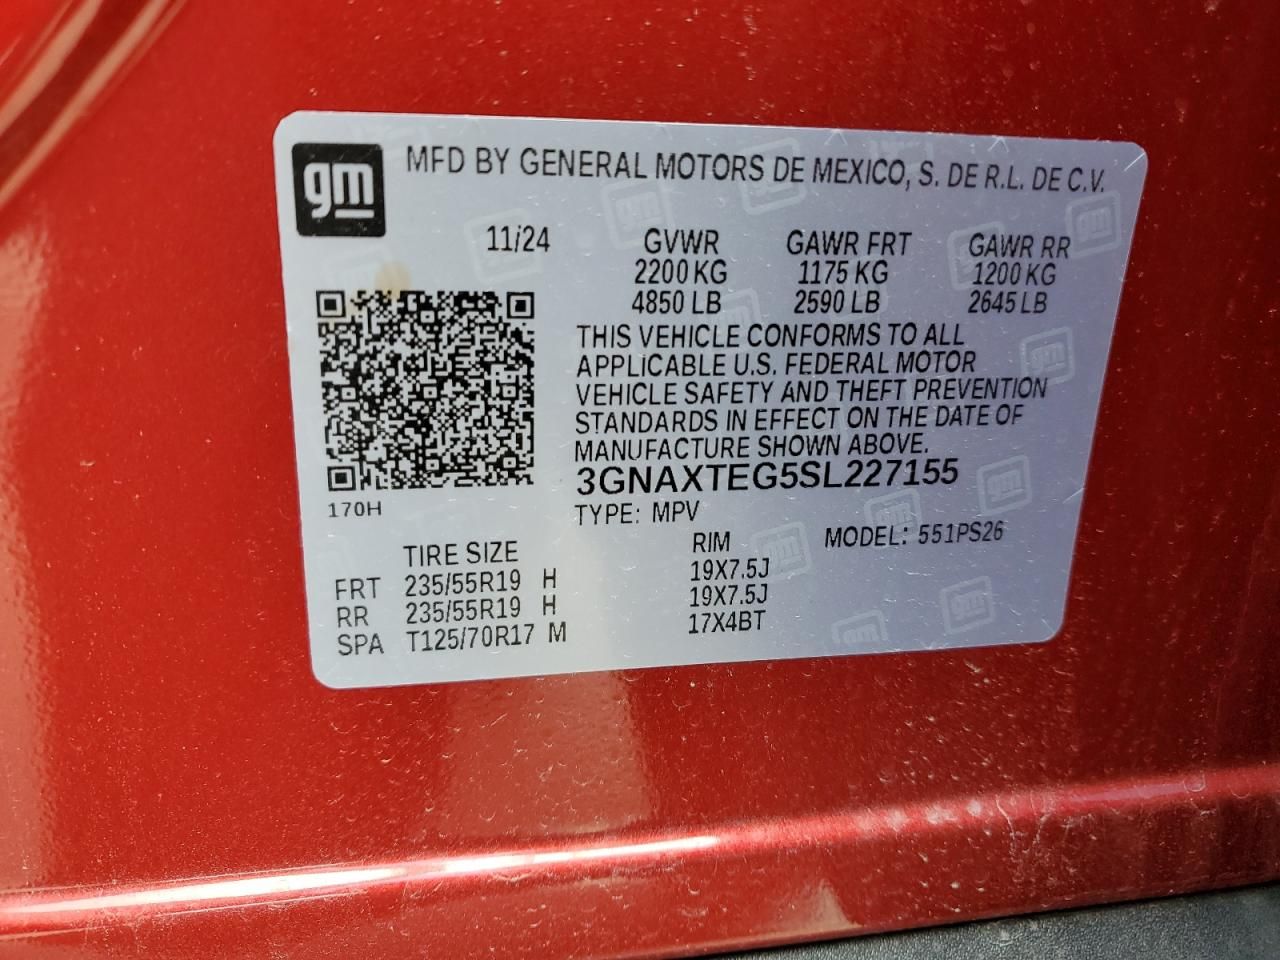 gm
MFD BY GENERAL MOTORS DE MEXICO, S. DE R.L. DE C.V.
11/24 GVWR GAWR FRT GAWR RR
2200 KG 1175 KG 1200 KG
4850 LB 2590 LB 2645 LB
THIS VEHICLE CONFORMS TO ALL
APPLICABLE U.S. FEDERAL MOTOR
VEHICLE SAFETY AND THEFT PREVENTION
STANDARDS IN EFFECT ON THE DATE OF
MANUFACTURE SHOWN ABOVE.
3GNAXTEG5SL227155
170H
TYPE: MPV MODEL: 551PS26
TIRE SIZE RIM
FRT 235/55R19 H 19X7.5J
RR 235/55R19 H 19X7.5J
SPA T125/70R17 M 17X4BT